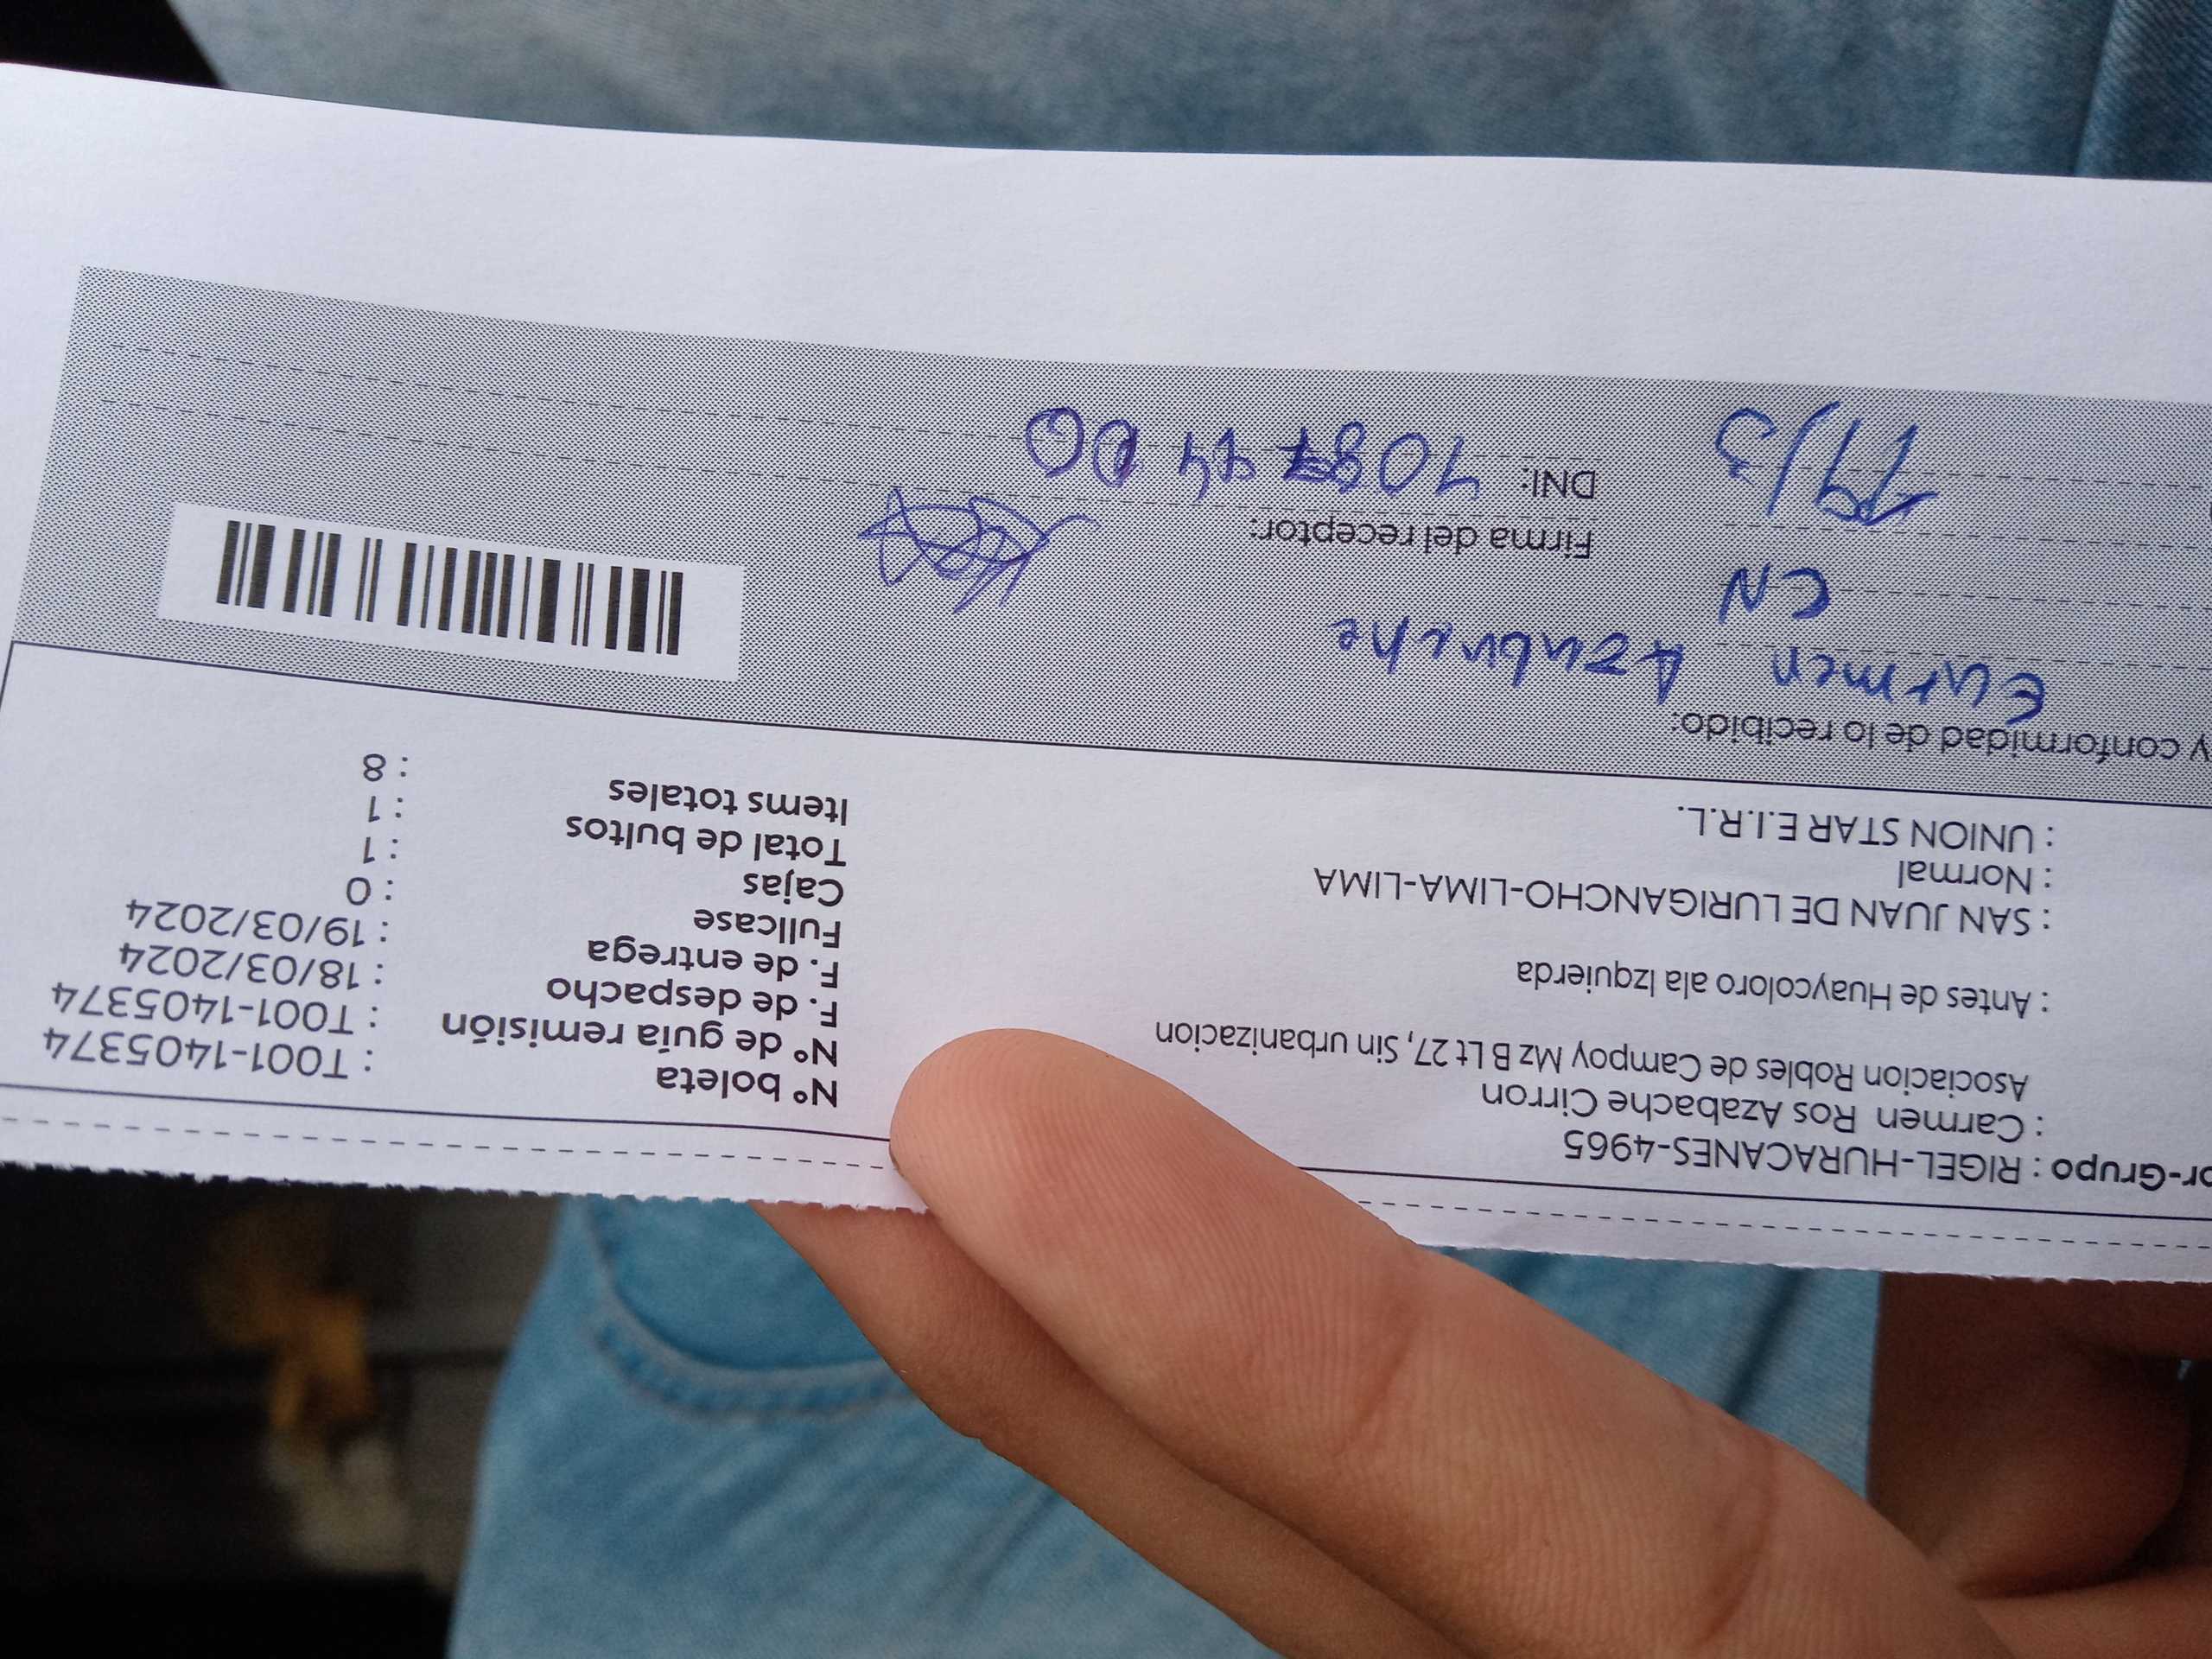 or-Grupo : RIGEL-HURACANES-4965
: Carmen Ros Azabache Cirron
Asociacion Robles de Campoy Mz B Lt 27, Sin urbanizacion
: Antes de Huaycoloro ala Izquierda
: SAN JUAN DE LURIGANCHO-LIMA-LIMA
: Normal
: UNION STAR E.I.R.L.
Nº boleta : T001-1405374
Nº de guía remisión : T001-1405374
F. de despacho : 18/03/2024
F. de entrega : 19/03/2024
Fullcase : 0
Cajas : 1
Total de bultos : 1
Items totales : 8
y conformidad de lo recibido:
Carmen Azabache
CN
19/3
Firma del receptor:
DNI: